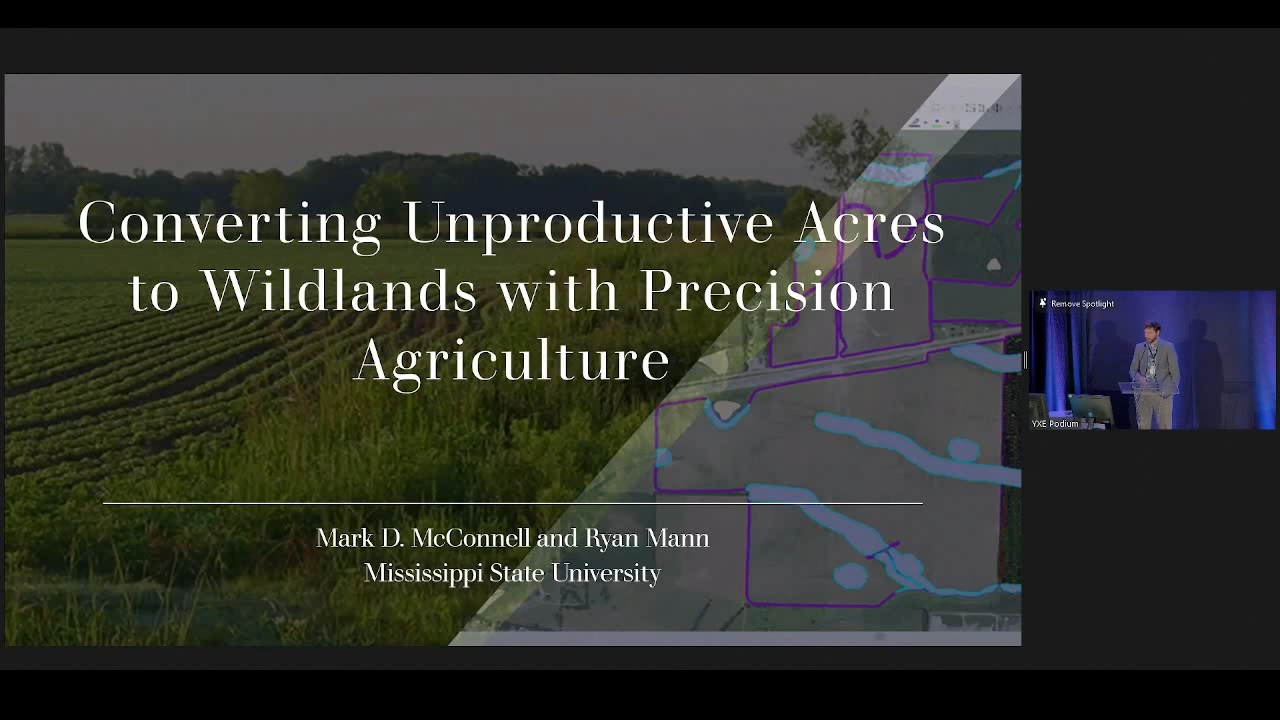 Converting Unproductive Acres
to Wildlands with Precision
Agriculture
Mark D. McConnell and Ryan Mann
Mississippi State University
Remove Spotlight
YXE Podium